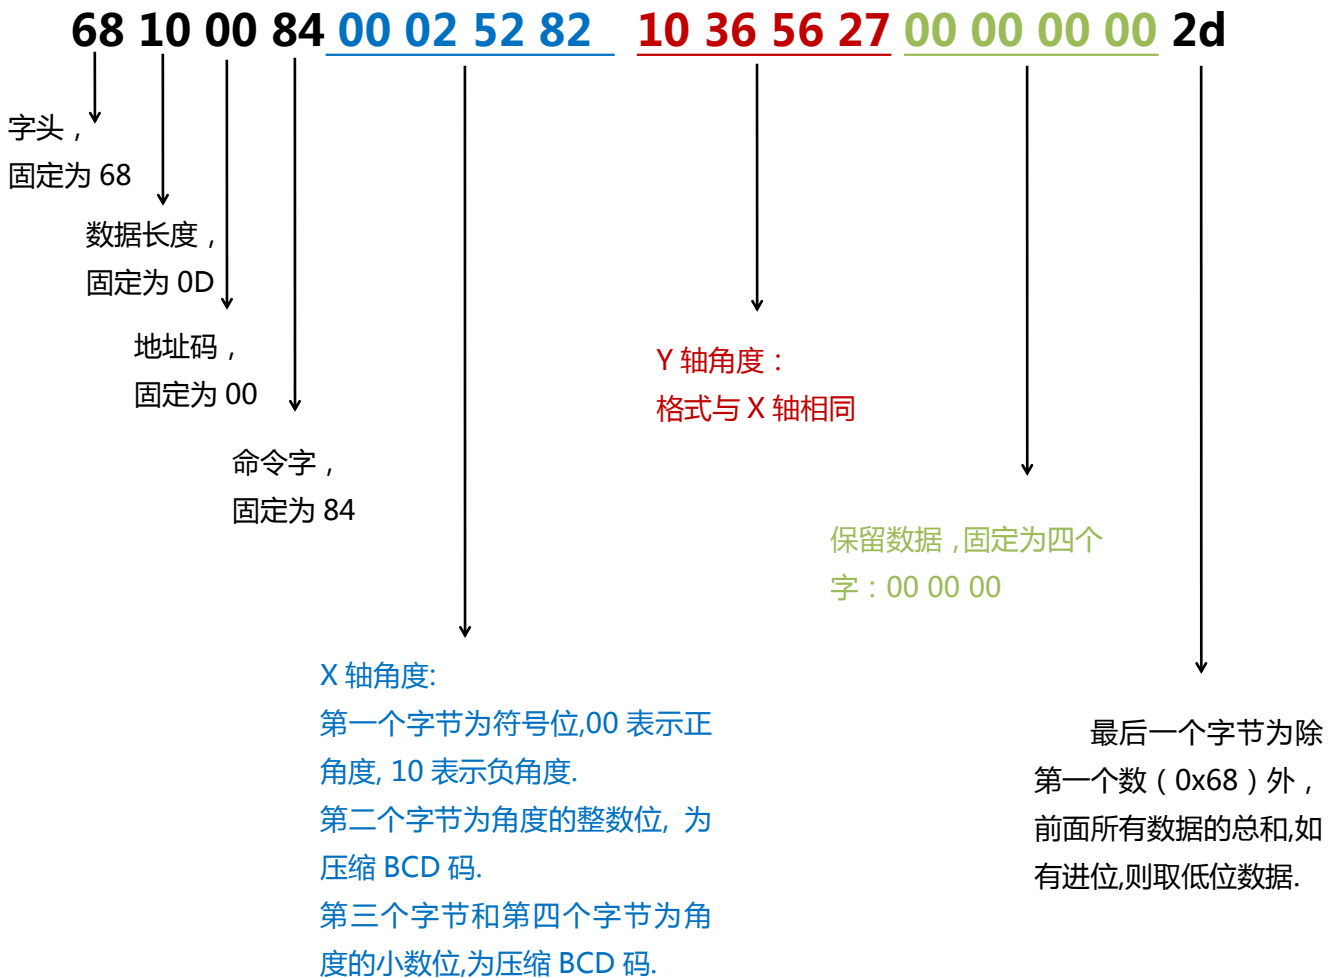 68 10 00 84 00 02 52 82 10 36 56 27 00 00 00 00 2d
字头，
固定为 68
数据长度，
固定为 0D
地址码，
固定为 00
命令字，
固定为 84
Y 轴角度：
格式与 X 轴相同
保留数据，固定为四个
字：00 00 00
X 轴角度:
第一个字节为符号位,00 表示正
角度, 10 表示负角度.
第二个字节为角度的整数位, 为
压缩 BCD 码.
第三个字节和第四个字节为角
度的小数位,为压缩 BCD 码.
最后一个字节为除
第一个数（0x68）外，
前面所有数据的总和,如
有进位,则取低位数据.